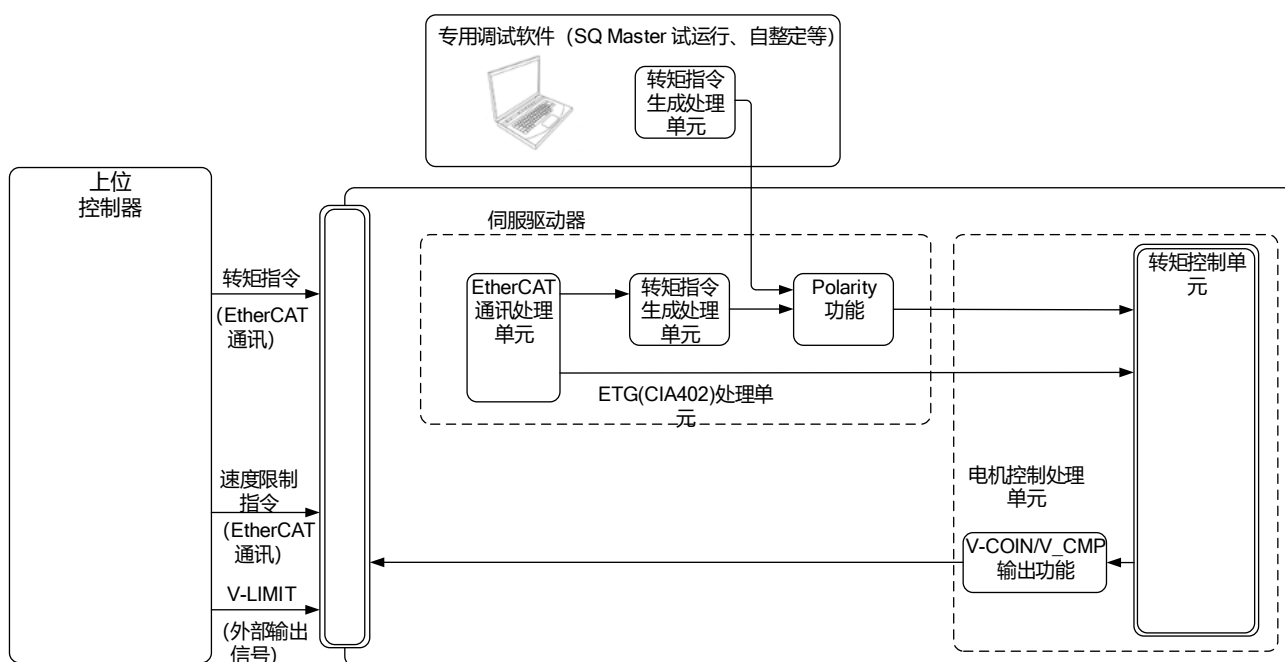 专用调试软件（SQ Master 试运行、自整定等）
转矩指令
生成处理
单元
上位
控制器
伺服驱动器
转矩指令
(EtherCAT
通讯)
EtherCAT
通讯处理
单元
转矩指令
生成处理
单元
Polarity
功能
转矩控制单
元
ETG(CIA402)处理单
元
速度限制
指令
(EtherCAT
通讯)
电机控制处理
单元
V-COIN/V_CMP
输出功能
V-LIMIT
(外部输出
信号)